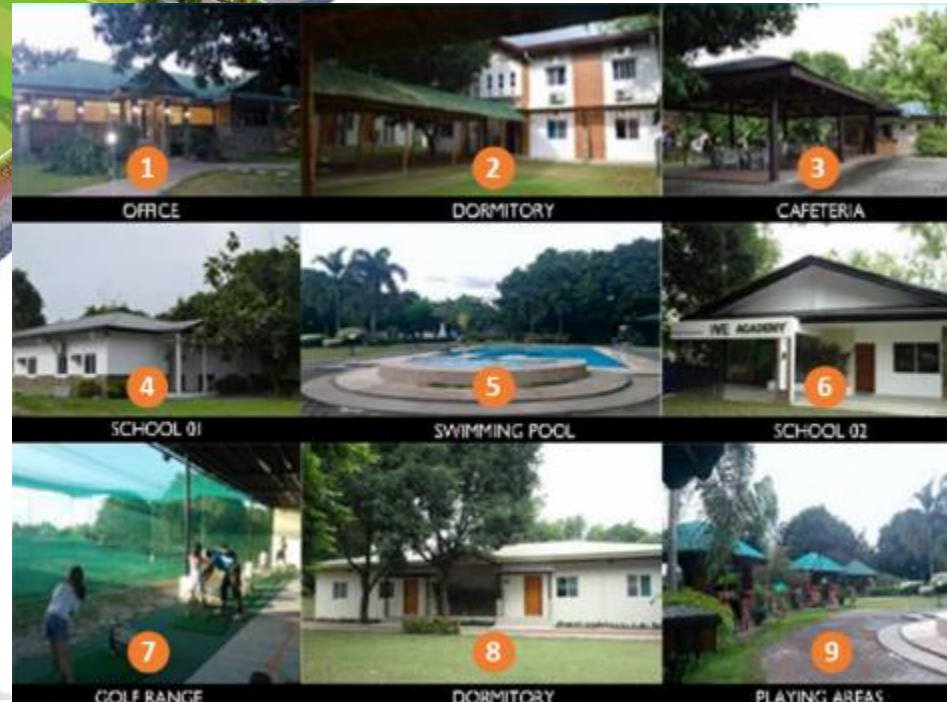 1
2
3
OFFICE
DORMITORY
CAFETERIA
IVE ACADEMY
4
5
6
SCHOOL 01
SWIMMING POOL
SCHOOL 02
7
8
9
GOLF RANGE
DORMITORY
PLAYING AREAS